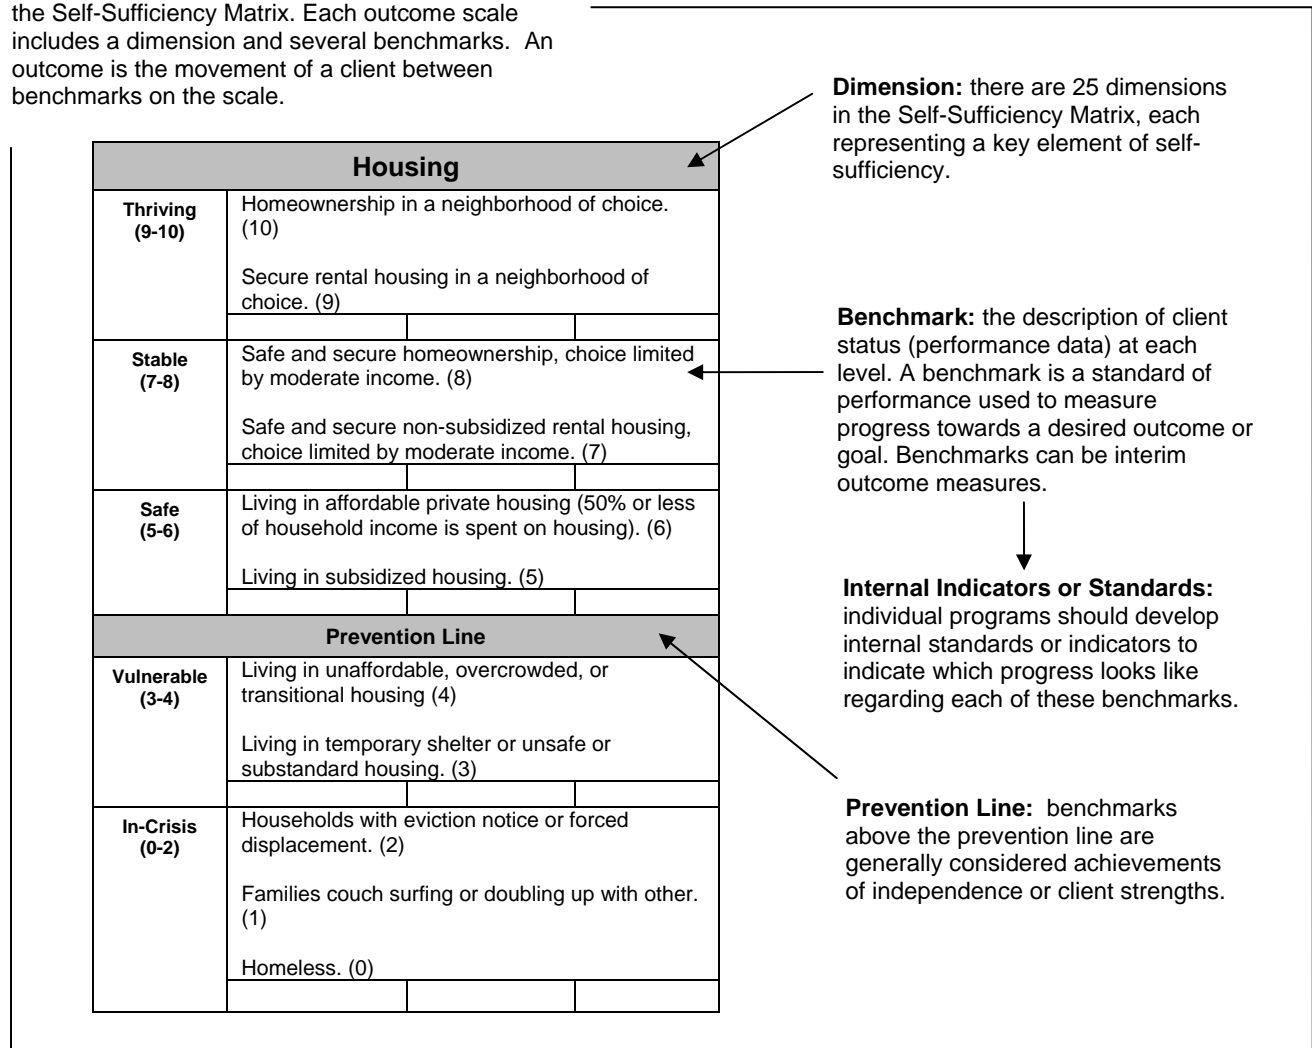 the Self-Sufficiency Matrix. Each outcome scale
includes a dimension and several benchmarks.  An
outcome is the movement of a client between
benchmarks on the scale.
Housing
Thriving
(9-10)
Homeownership in a neighborhood of choice.
(10)
Secure rental housing in a neighborhood of
choice. (9)
Stable
(7-8)
Safe and secure homeownership, choice limited
by moderate income. (8)
Safe and secure non-subsidized rental housing,
choice limited by moderate income. (7)
Safe
(5-6)
Living in affordable private housing (50% or less
of household income is spent on housing). (6)
Living in subsidized housing. (5)
Prevention Line
Vulnerable
(3-4)
Living in unaffordable, overcrowded, or
transitional housing (4)
Living in temporary shelter or unsafe or
substandard housing. (3)
In-Crisis
(0-2)
Households with eviction notice or forced
displacement. (2)
Families couch surfing or doubling up with other.
(1)
Homeless. (0)
Dimension: there are 25 dimensions
in the Self-Sufficiency Matrix, each
representing a key element of self-
sufficiency.
Benchmark: the description of client
status (performance data) at each
level. A benchmark is a standard of
performance used to measure
progress towards a desired outcome or
goal. Benchmarks can be interim
outcome measures.
Internal Indicators or Standards:
individual programs should develop
internal standards or indicators to
indicate which progress looks like
regarding each of these benchmarks.
Prevention Line:  benchmarks
above the prevention line are
generally considered achievements
of independence or client strengths.